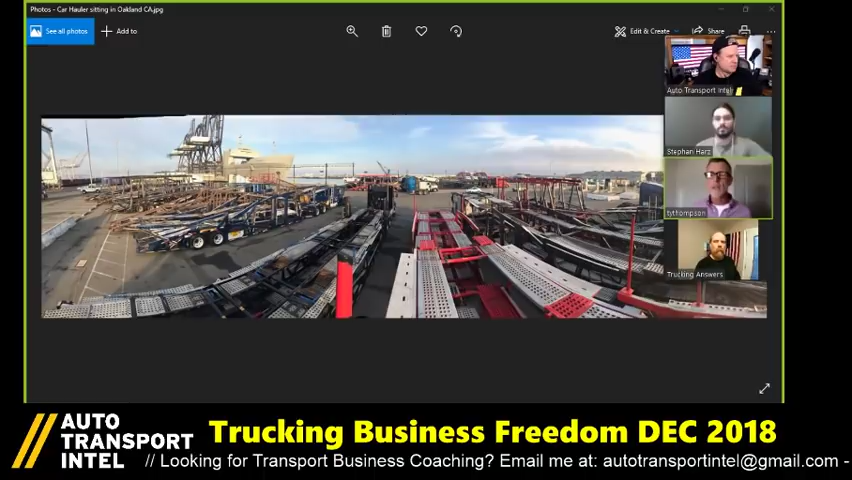 Photos - Car Hauler sitting in Oakland CA.jpg
See all photos
Add to
Edit & Create
Share
Auto Transport Intel
Stephan Harz
tythompson
Trucking Answers
AUTO
TRANSPORT
INTEL
Trucking Business Freedom DEC 2018
// Looking for Transport Business Coaching? Email me at: autotransportintel@gmail.com -